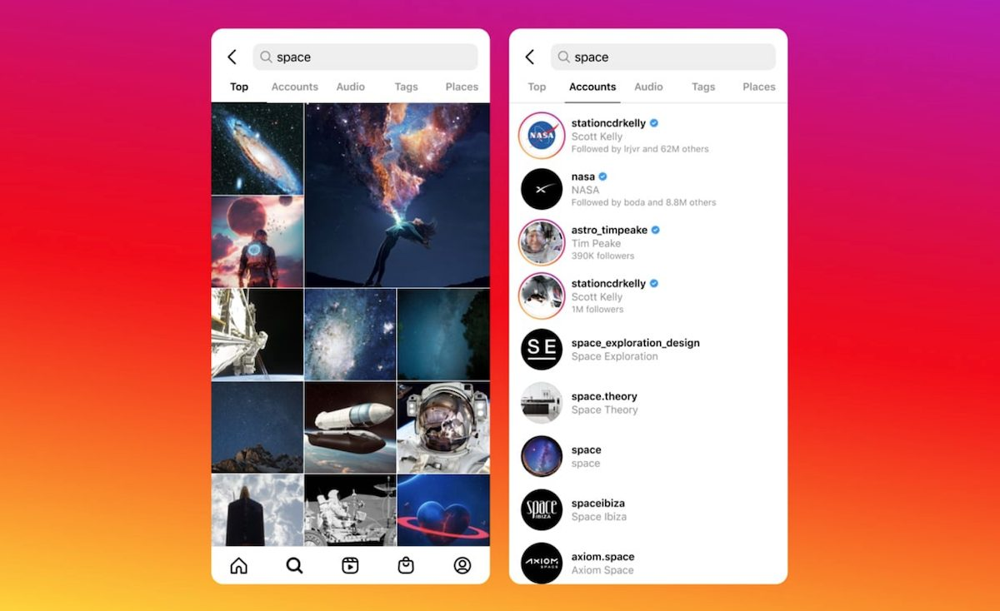 space
Top Accounts Audio Tags Places
space
Top Accounts Audio Tags Places
NASA
stationcdrkelly
Scott Kelly
Followed by lrjvr and 62M others
nasa
NASA
Followed by boda and 8.8M others
astro_timpeake
Tim Peake
390K followers
stationcdrkelly
Scott Kelly
1M followers
SE
space_exploration_design
Space Exploration
space.theory
Space Theory
space
space
space
IBIZA
spaceibiza
Space Ibiza
AXIOM
SPACE
axiom.space
Axiom Space